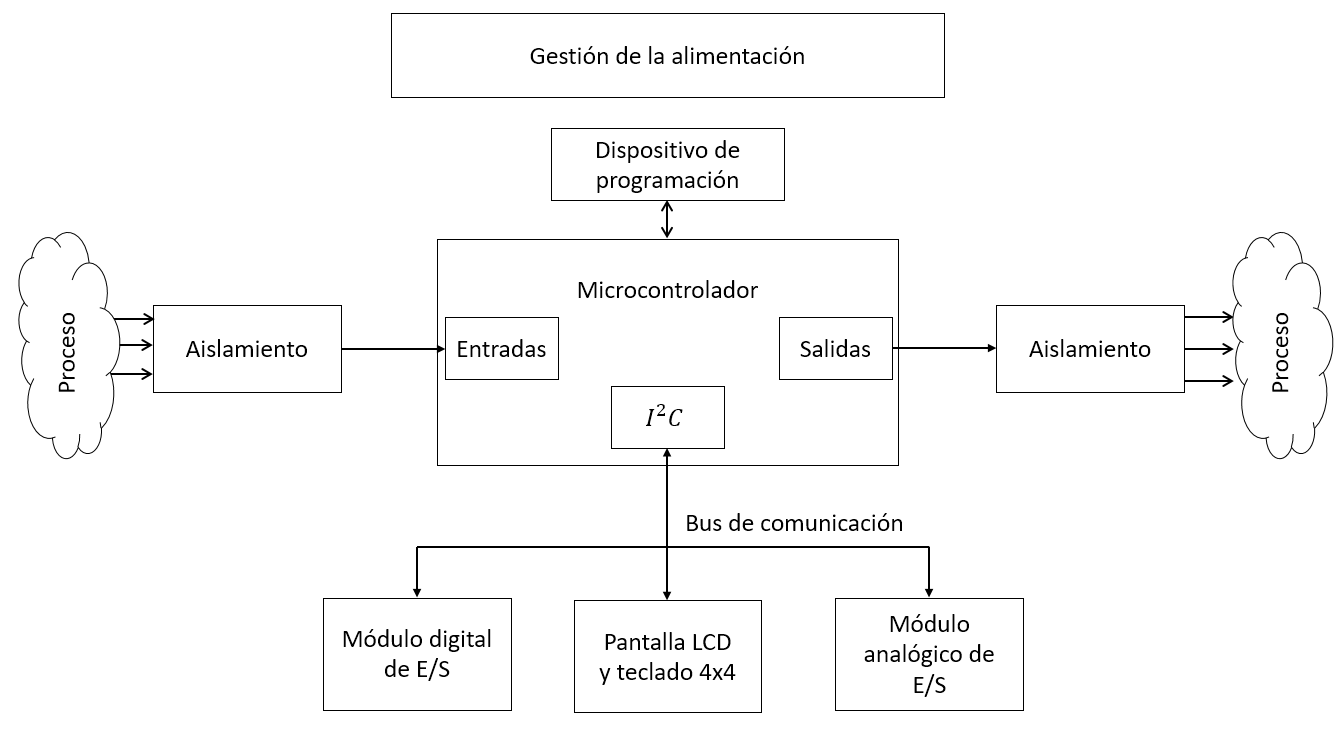 Gestión de la alimentación
Dispositivo de
programación
Microcontrolador
Proceso
Aislamiento
Entradas
Salidas
Aislamiento
Proceso
I²C
Bus de comunicación
Módulo digital
de E/S
Pantalla LCD
y teclado 4x4
Módulo
analógico de
E/S